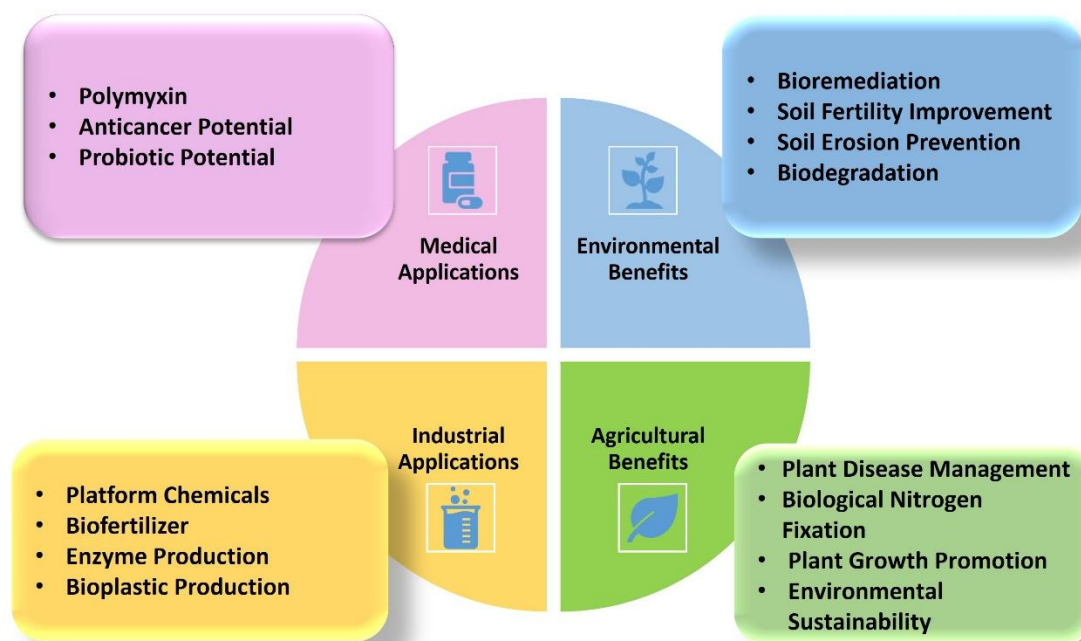 • Polymyxin
• Anticancer Potential
• Probiotic Potential
• Bioremediation
• Soil Fertility Improvement
• Soil Erosion Prevention
• Biodegradation
Medical
Applications
Environmental
Benefits
Industrial
Applications
Agricultural
Benefits
• Platform Chemicals
• Biofertilizer
• Enzyme Production
• Bioplastic Production
• Plant Disease Management
• Biological Nitrogen
Fixation
• Plant Growth Promotion
• Environmental
Sustainability